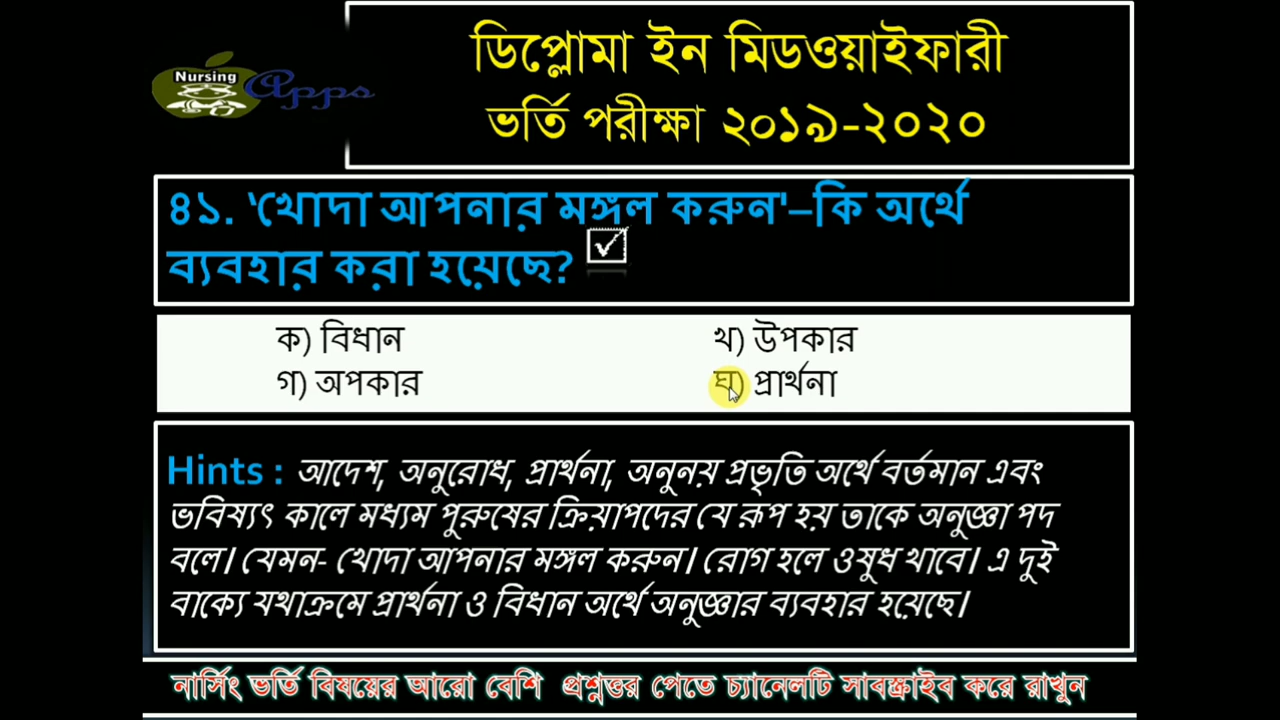 Nursing Apps
ডিপ্লোমা ইন মিডওয়াইফারী
ভর্তি পরীক্ষা ২০১৯-২০২০
৪১. 'খোদা আপনার মঙ্গল করুন'–কি অর্থে
ব্যবহার করা হয়েছে?
ক) বিধান খ) উপকার
গ) অপকার ঘ) প্রার্থনা
Hints : আদেশ, অনুরোধ, প্রার্থনা, অনুনয় প্রভৃতি অর্থে বর্তমান এবং
ভবিষ্যৎ কালে মধ্যম পুরুষের ক্রিয়াপদের যে রূপ হয় তাকে অনুজ্ঞা পদ
বলে। যেমন- খোদা আপনার মঙ্গল করুন। রোগ হলে ওষুধ খাবে। এ দুই
বাক্যে যথাক্রমে প্রার্থনা ও বিধান অর্থে অনুজ্ঞার ব্যবহার হয়েছে।
নার্সিং ভর্তি বিষয়ের আরো বেশি প্রশ্নত্তর পেতে চ্যানেলটি সাবস্ক্রাইব করে রাখুন